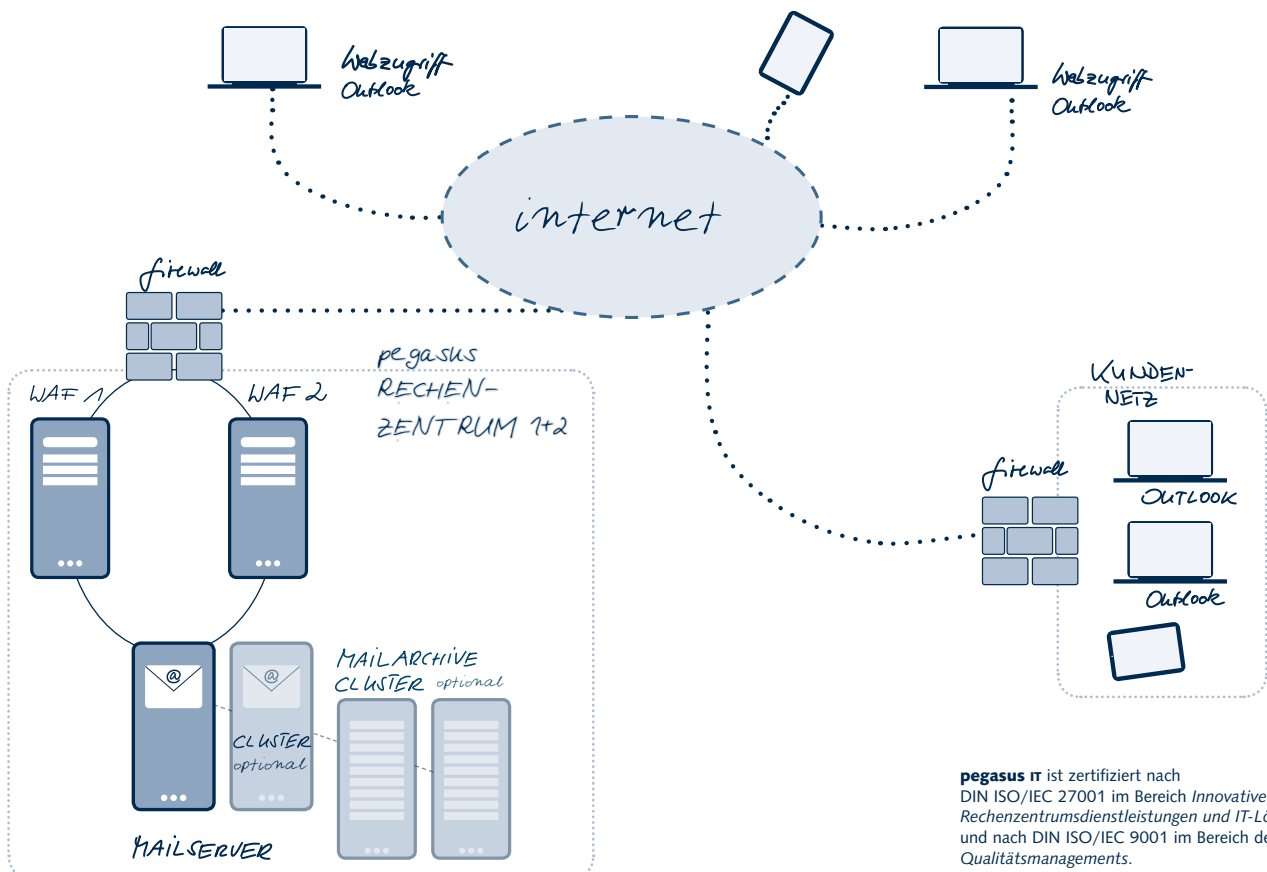 Webzugriff
Outlook
Webzugriff
Outlook
internet
firewall
pegasus
RECHEN-
ZENTRUM 1+2
WAF 1
WAF 2
KUNDEN-
NETZ
firewall
OUTLOOK
Outlook
@
@
MAILARCHIVE
CLUSTER optional
CLUSTER
optional
MAILSERVER
pegasus IT ist zertifiziert nach
DIN ISO/IEC 27001 im Bereich Innovative
Rechenzentrumsdienstleistungen und IT-Lö
und nach DIN ISO/IEC 9001 im Bereich de
Qualitätsmanagements.